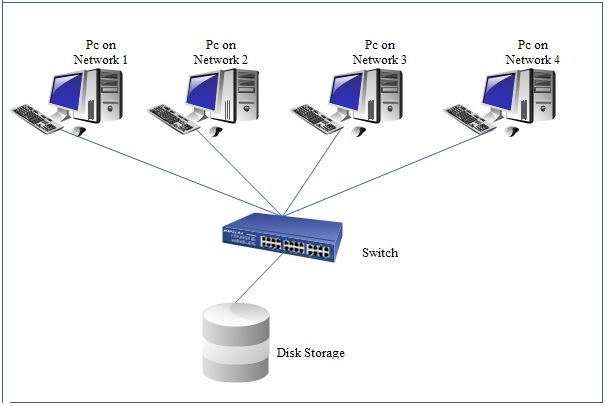 Pc on
Network 1
Pc on
Network 2
Pc on
Network 3
Pc on
Network 4
Switch
Disk Storage